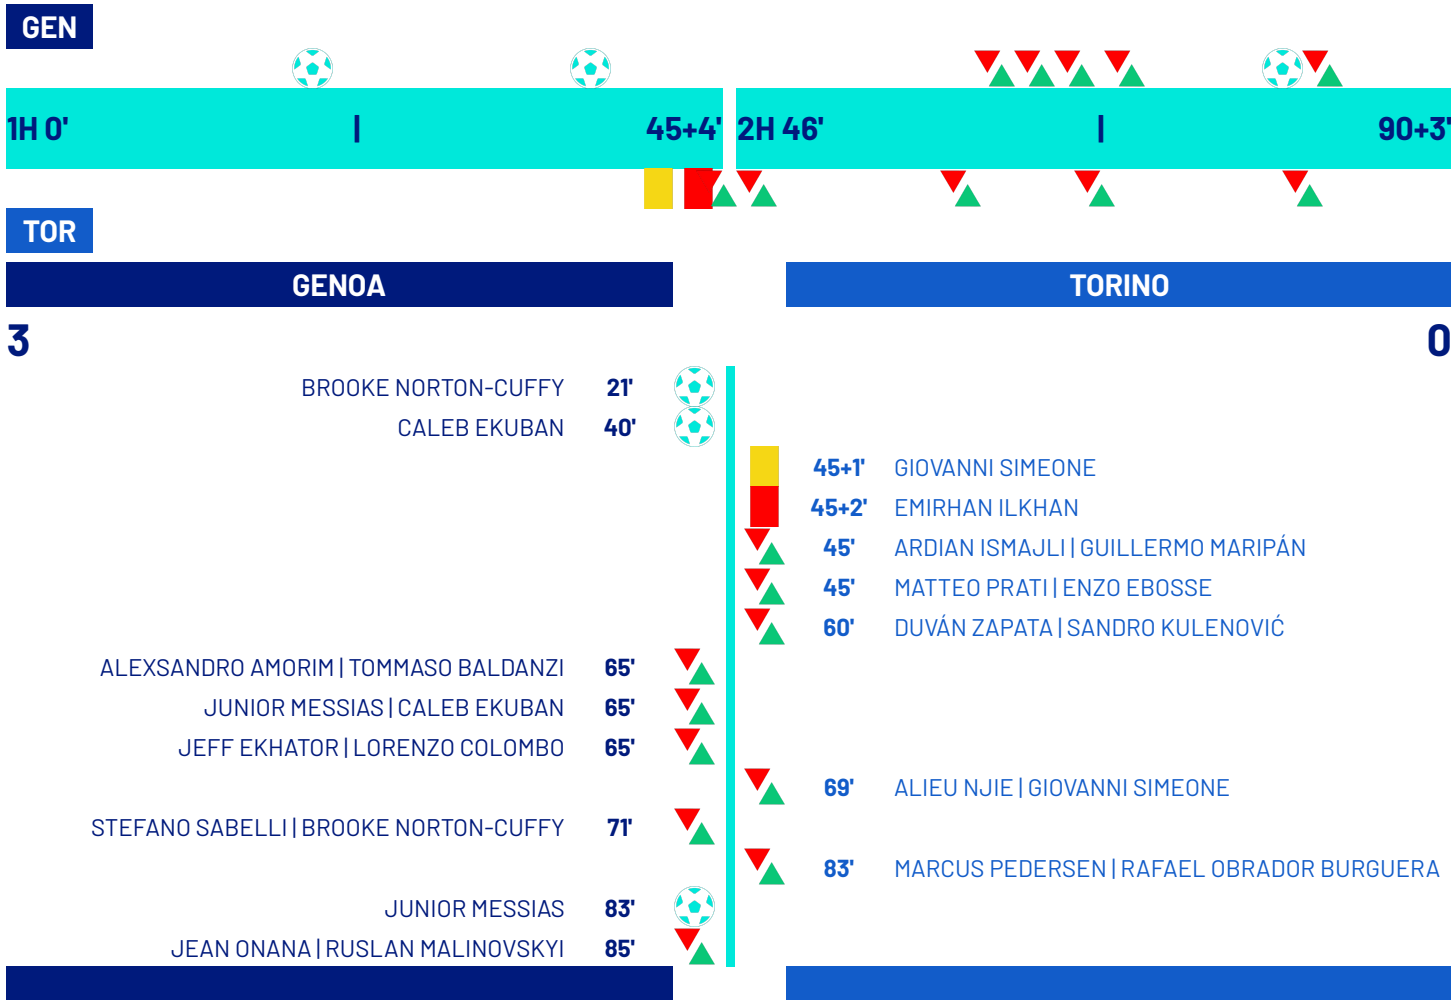 GEN
1H 0' | 45+4' 2H 46' | 90+3'
TOR
GENOA TORINO
3 0
BROOKE NORTON-CUFFY 21'
CALEB EKUBAN 40'
45+1' GIOVANNI SIMEONE
45+2' EMIRHAN ILKHAN
45' ARDIAN ISMAJLI | GUILLERMO MARIPÁN
45' MATTEO PRATI | ENZO EBOSSE
60' DUVÁN ZAPATA | SANDRO KULENOVIĆ
ALEXSANDRO AMORIM | TOMMASO BALDANZI 65'
JUNIOR MESSIAS | CALEB EKUBAN 65'
JEFF EKHATOR | LORENZO COLOMBO 65'
69' ALIEU NJIE | GIOVANNI SIMEONE
STEFANO SABELLI | BROOKE NORTON-CUFFY 71'
83' MARCUS PEDERSEN | RAFAEL OBRADOR BURGUERA
JUNIOR MESSIAS 83'
JEAN ONANA | RUSLAN MALINOVSKYI 85'